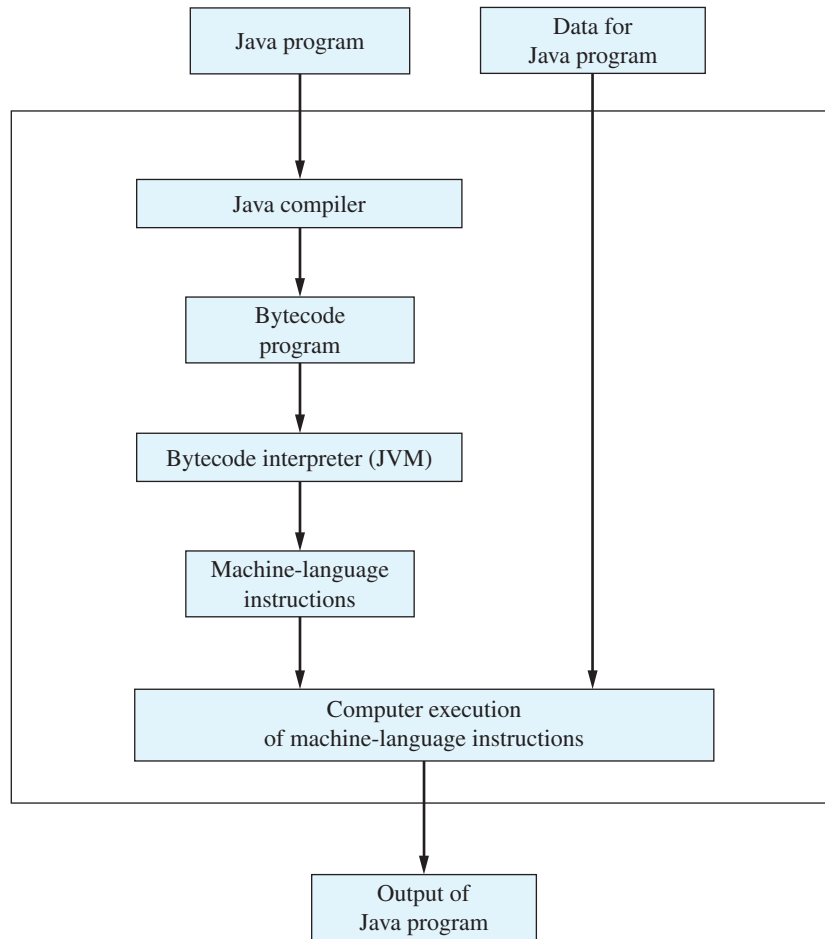 Java program
Data for
Java program
Java compiler
Bytecode
program
Bytecode interpreter (JVM)
Machine-language
instructions
Computer execution
of machine-language instructions
Output of
Java program